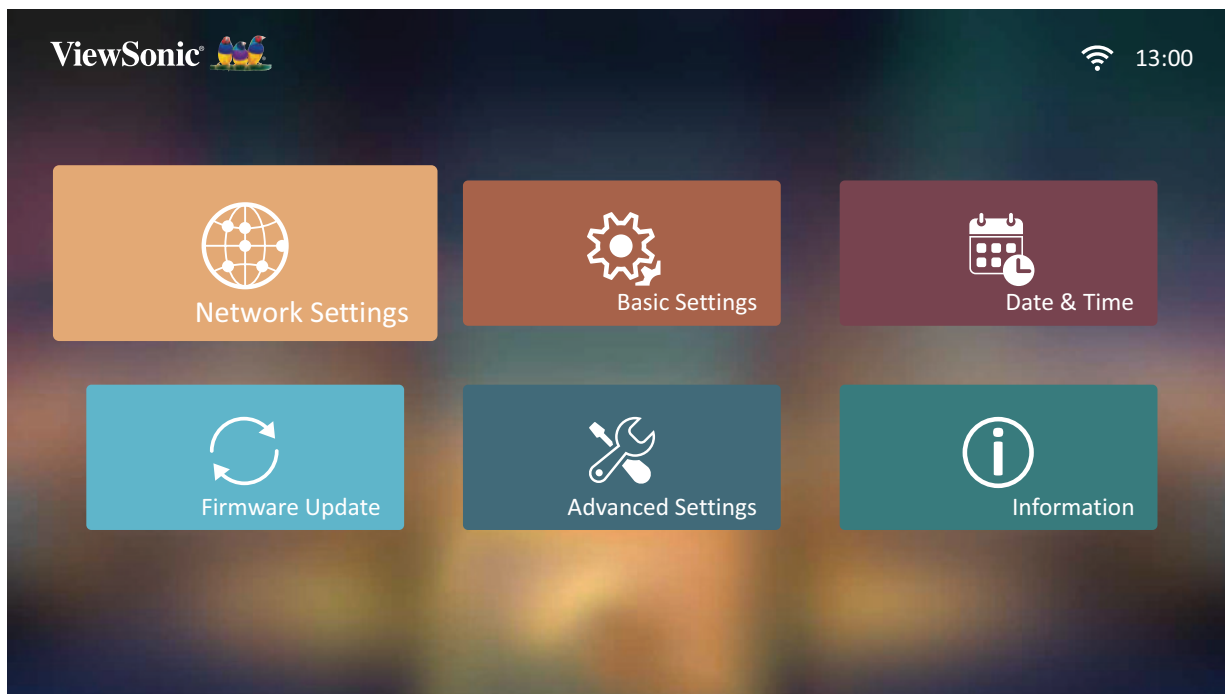 ViewSonic®
13:00
Network Settings
Basic Settings
Date & Time
Firmware Update
Advanced Settings
Information